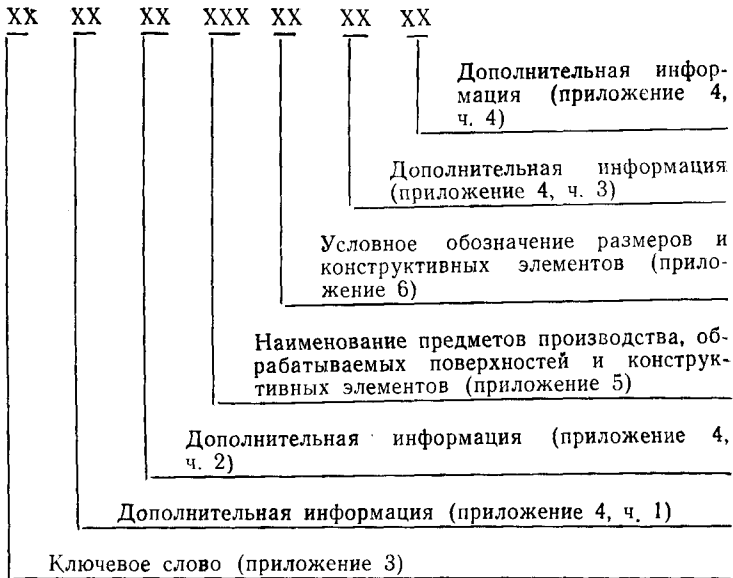 XX XX XX XXX XX XX XX
Дополнительная инфор-
мация (приложение 4,
ч. 4)
Дополнительная информация
(приложение 4, ч. 3)
Условное обозначение размеров и
конструктивных элементов (прило-
жение 6)
Наименование предметов производства, об-
рабатываемых поверхностей и конструк-
тивных элементов (приложение 5)
Дополнительная информация (приложение 4,
ч. 2)
Дополнительная информация (приложение 4, ч. 1)
Ключевое слово (приложение 3)